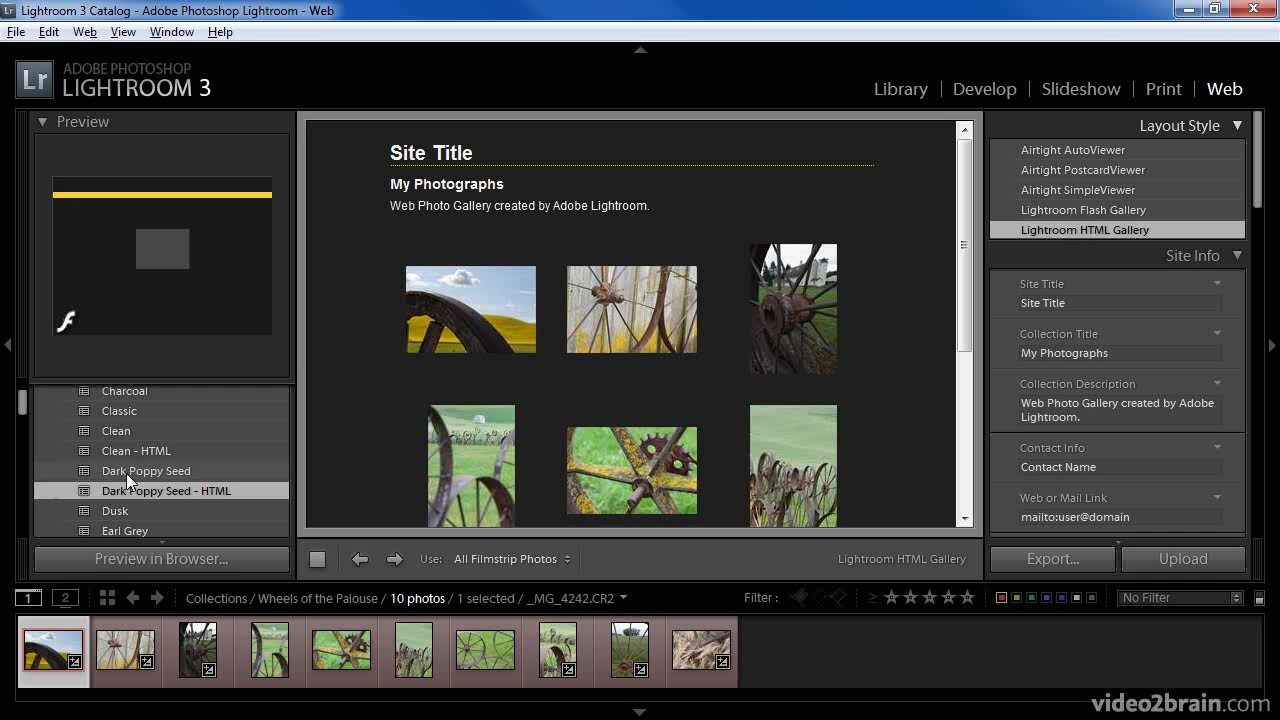 Lr Lightroom 3 Catalog - Adobe Photoshop Lightroom - Web
File Edit Web View Window Help
Lr ADOBE PHOTOSHOP
LIGHTROOM 3
Library | Develop | Slideshow | Print | Web
Preview
Charcoal
Classic
Clean
Clean - HTML
Dark Poppy Seed
Dark Poppy Seed - HTML
Dusk
Earl Grey
Preview in Browser...
Site Title
My Photographs
Web Photo Gallery created by Adobe Lightroom.
Use: All Filmstrip Photos
Lightroom HTML Gallery
Layout Style
Airtight AutoViewer
Airtight PostcardViewer
Airtight SimpleViewer
Lightroom Flash Gallery
Lightroom HTML Gallery
Site Info
Site Title
Site Title
Collection Title
My Photographs
Collection Description
Web Photo Gallery created by Adobe
Lightroom.
Contact Info
Contact Name
Web or Mail Link
mailto:user@domain
Export... Upload
1 2 Collections / Wheels of the Palouse / 10 photos / 1 selected / _MG_4242.CR2
Filter : ≥ No Filter
video2brain.com